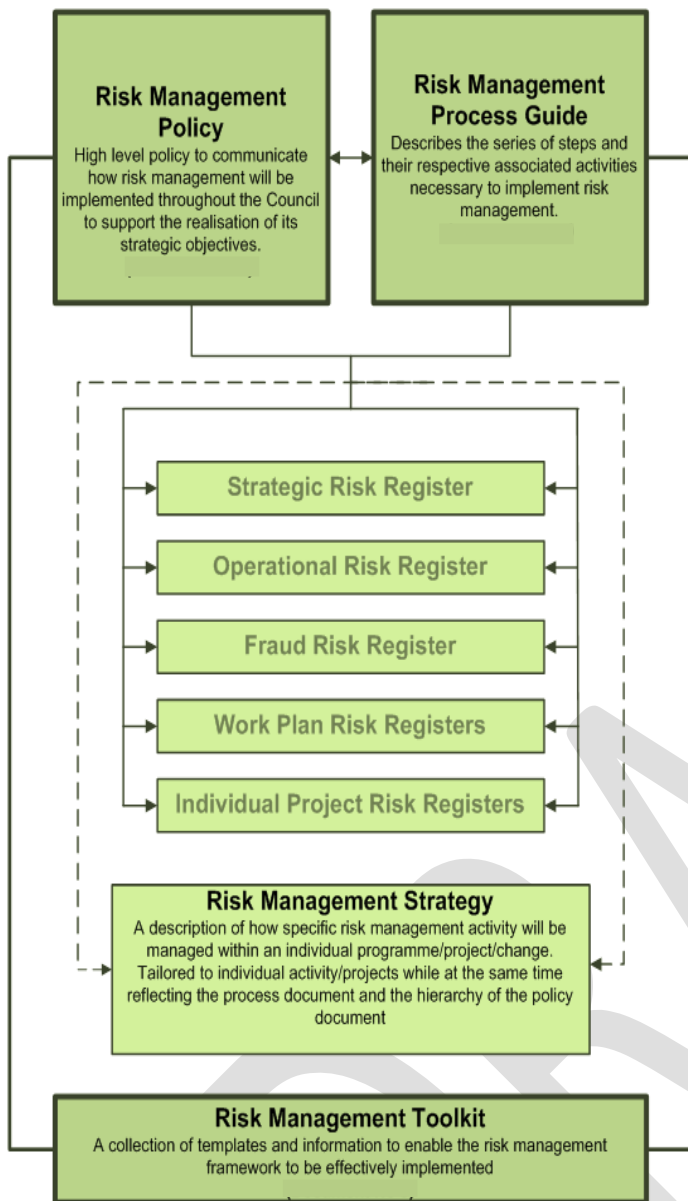 Risk Management
Policy
High level policy to communicate
how risk management will be
implemented throughout the Council
to support the realisation of its
strategic objectives.
Risk Management
Process Guide
Describes the series of steps and
their respective associated activities
necessary to implement risk
management.
Strategic Risk Register
Operational Risk Register
Fraud Risk Register
Work Plan Risk Registers
Individual Project Risk Registers
Risk Management Strategy
A description of how specific risk management activity will be
managed within an individual programme/project/change.
Tailored to individual activity/projects while at the same time
reflecting the process document and the hierarchy of the policy
document
Risk Management Toolkit
A collection of templates and information to enable the risk management
framework to be effectively implemented